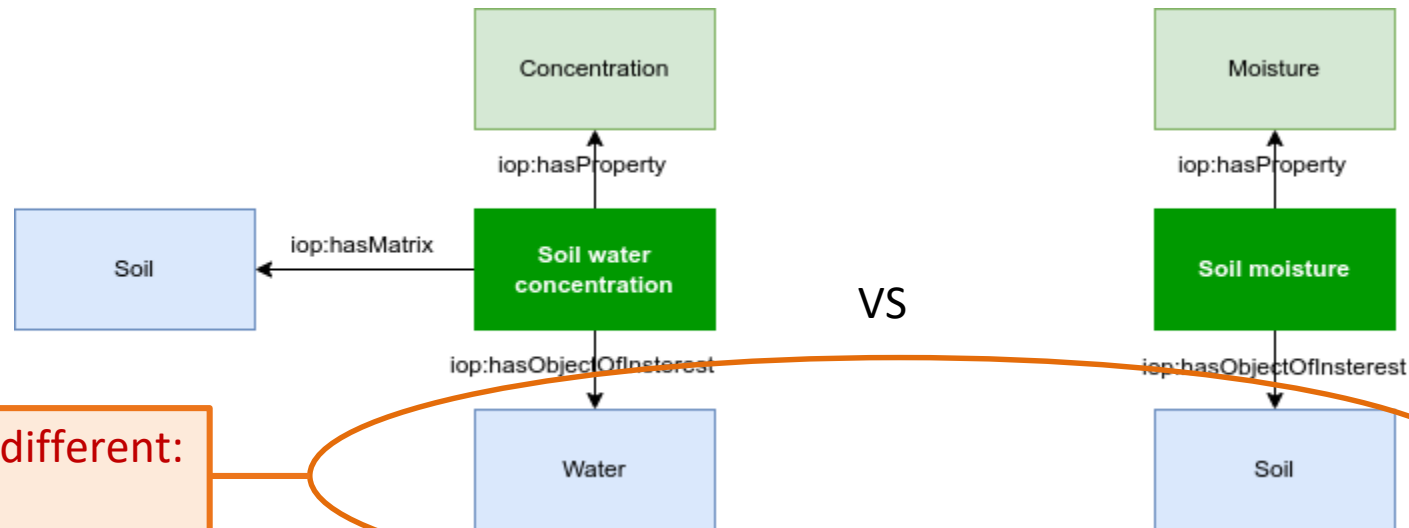 Concentration
Moisture
iop:hasProperty
iop:hasProperty
Soil
iop:hasMatrix
Soil water
concentration
VS
Soil moisture
iop:hasObjectOfInsterest
iop:hasObjectOfInsterest
different:
Water
Soil